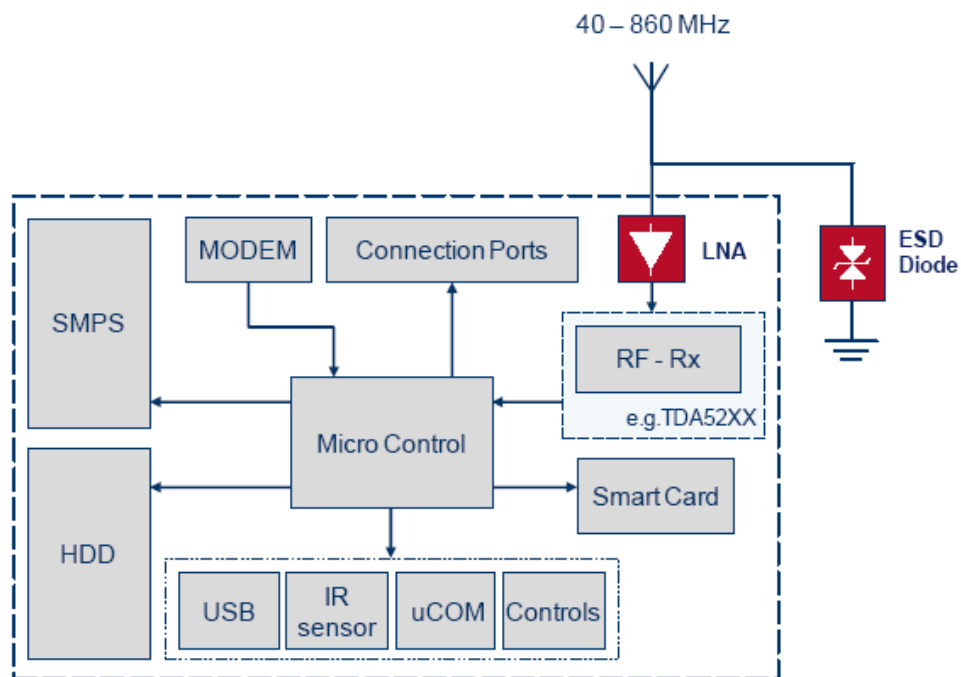 40 – 860 MHz
MODEM
Connection Ports
LNA
ESD
Diode
SMPS
RF - Rx
e.g.TDA52XX
Micro Control
Smart Card
HDD
USB
IR
sensor
uCOM
Controls